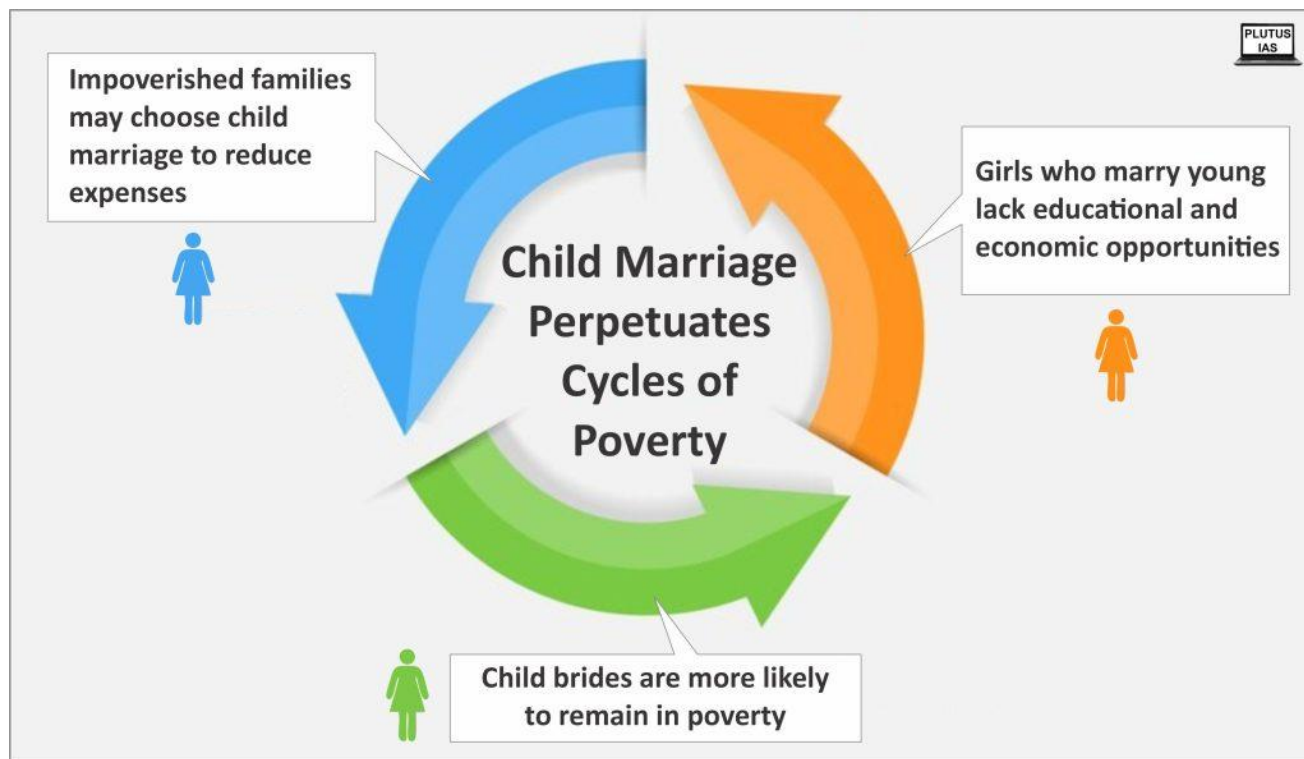 PLUTUS
IAS
Impoverished families
may choose child
marriage to reduce
expenses
Girls who marry young
lack educational and
economic opportunities
Child Marriage
Perpetuates
Cycles of
Poverty
Child brides are more likely
to remain in poverty